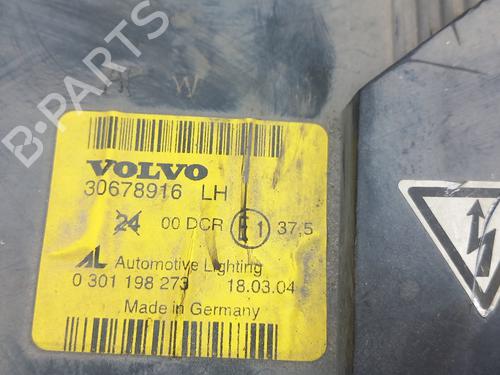 B-PARTS
W
VOLVO
30678916 LH
24 00 DCR E1 37,5
AL Automotive Lighting
0 301 198 273 18.03.04
Made in Germany